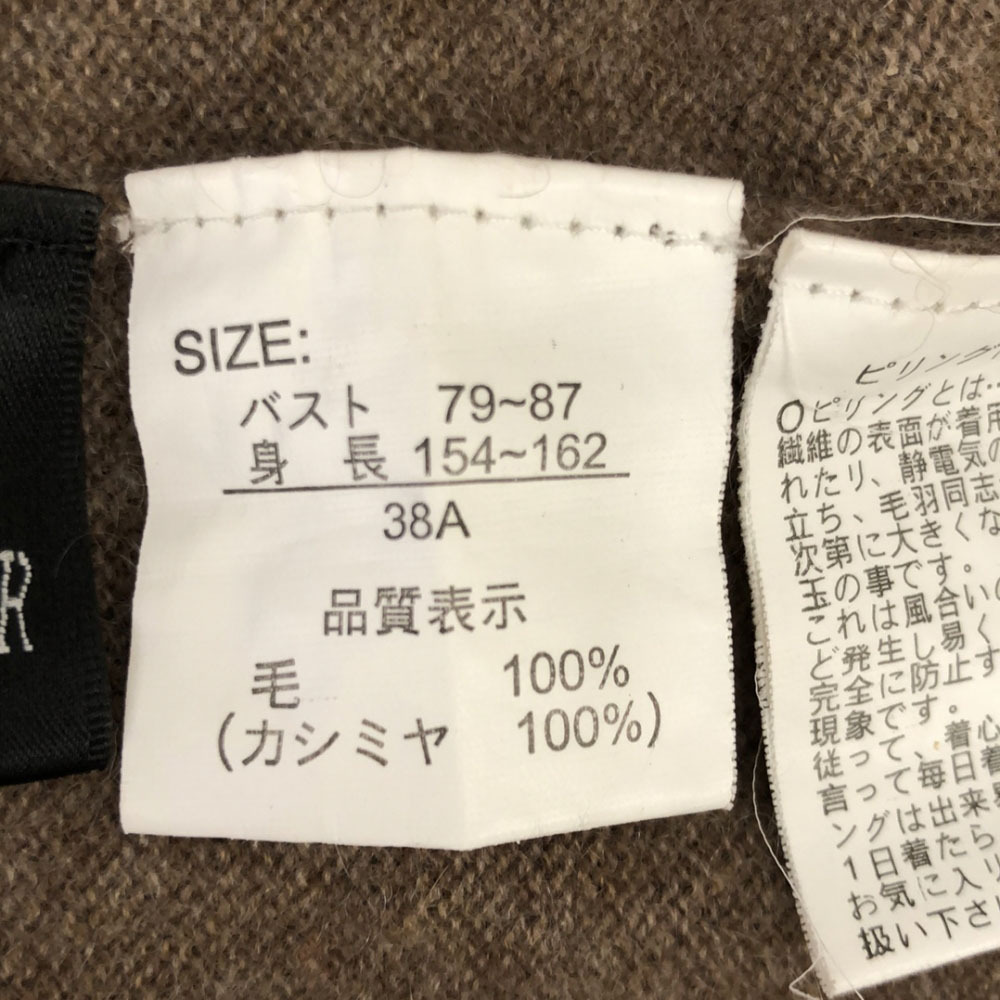 R
SIZE:
バスト 79~87
身 長 154~162
38A
品質表示
毛 100%
(カシミヤ 100%)
ピリング
○ピリングとは…
繊維の表面が着用
れたり、静電気の
立ち、毛羽同志
次第に大きくな
玉の事です。
これは風合い
ど発生し易く
完全に防止す
現象です。
従って、着心
言って毎日着
ングは出来
1日着たら
お気に入り
扱い下さい